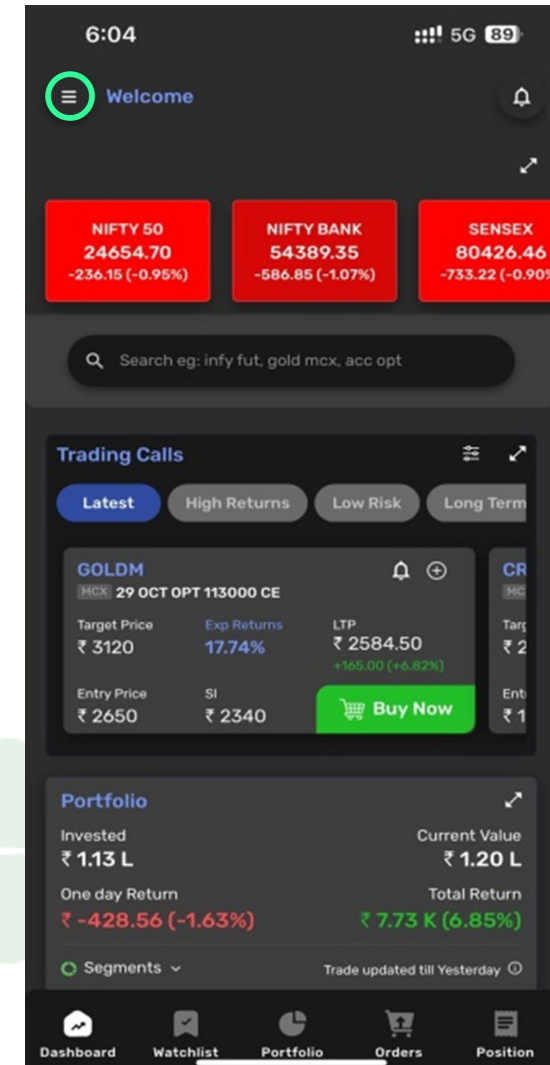 6:04
5G 89
Welcome
NIFTY 50 NIFTY BANK SENSEX
24654.70 54389.35 80426.46
-236.15 (-0.95%) -586.85 (-1.07%) -733.22 (-0.90%
Search eg: infy fut, gold mcx, acc opt
Trading Calls
Latest High Returns Low Risk Long Term
GOLDM CR
MCX 29 OCT OPT 113000 CE MC
Target Price Exp Returns LTP Targ
₹ 3120 17.74% ₹ 2584.50 ₹ 2
+165.00 (+6.82%)
Entry Price Sl Ent
₹ 2650 ₹ 2340 Buy Now ₹ 1
Portfolio
Invested Current Value
₹ 1.13 L ₹ 1.20 L
One day Return Total Return
₹ -428.56 (-1.63%) ₹ 7.73 K (6.85%)
Segments Trade updated till Yesterday
Dashboard Watchlist Portfolio Orders Position